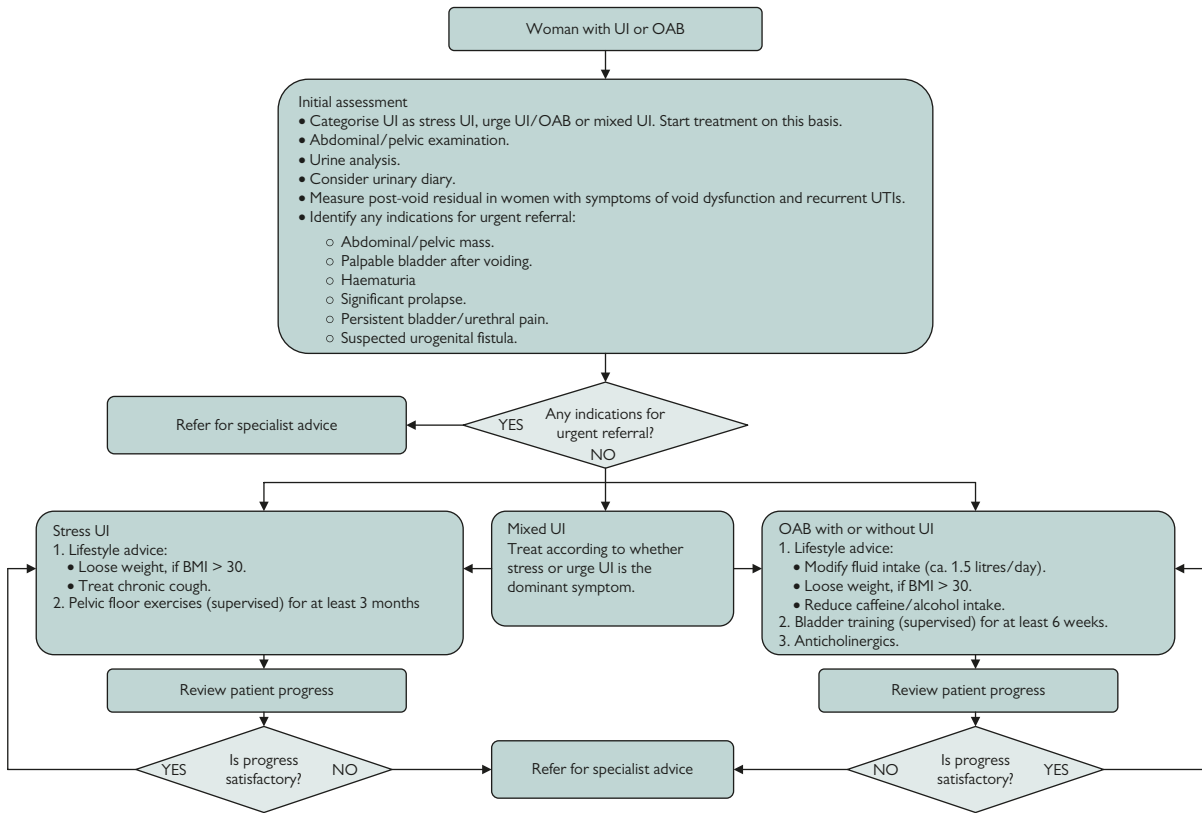 Woman with UI or OAB
Initial assessment
• Categorise UI as stress UI, urge UI/OAB or mixed UI. Start treatment on this basis.
• Abdominal/pelvic examination.
• Urine analysis.
• Consider urinary diary.
• Measure post-void residual in women with symptoms of void dysfunction and recurrent UTIs.
• Identify any indications for urgent referral:
○ Abdominal/pelvic mass.
○ Palpable bladder after voiding.
○ Haematuria
○ Significant prolapse.
○ Persistent bladder/urethral pain.
○ Suspected urogenital fistula.
Refer for specialist advice
YES
Any indications for
urgent referral?
NO
Stress UI
1. Lifestyle advice:
• Loose weight, if BMI > 30.
• Treat chronic cough.
2. Pelvic floor exercises (supervised) for at least 3 months
Mixed UI
Treat according to whether
stress or urge UI is the
dominant symptom.
OAB with or without UI
1. Lifestyle advice:
• Modify fluid intake (ca. 1.5 litres/day).
• Loose weight, if BMI > 30.
• Reduce caffeine/alcohol intake.
2. Bladder training (supervised) for at least 6 weeks.
3. Anticholinergics.
Review patient progress
Review patient progress
YES
Is progress
satisfactory?
NO
Refer for specialist advice
NO
Is progress
satisfactory?
YES